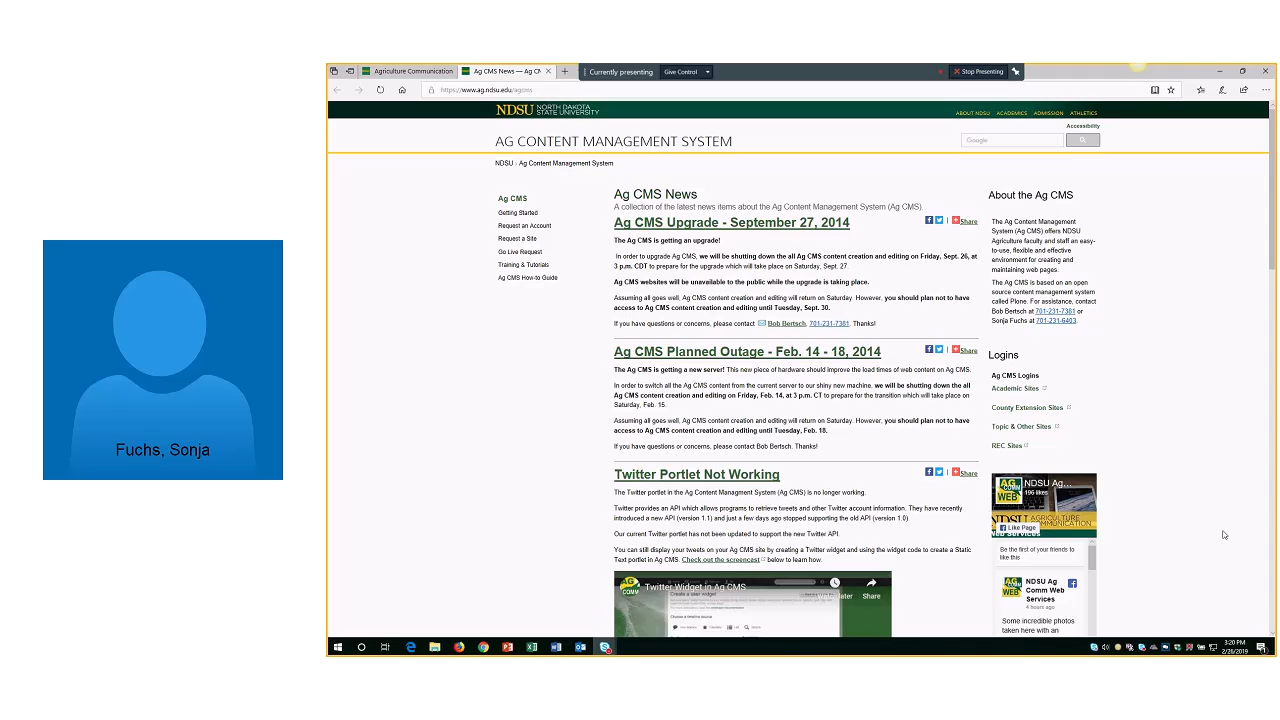 Agriculture Communication
Ag CMS News — Ag CM
Currently presenting
Give Control
Stop Presenting
https://www.ag.ndsu.edu/agcms
NDSU NORTH DAKOTA
STATE UNIVERSITY
ABOUT NDSU ACADEMICS ADMISSION ATHLETICS
Accessibility
AG CONTENT MANAGEMENT SYSTEM
Google
NDSU › Ag Content Management System
Ag CMS
Getting Started
Request an Account
Request a Site
Go Live Request
Training & Tutorials
Ag CMS How-to Guide
Ag CMS News
A collection of the latest news items about the Ag Content Management System (Ag CMS).
Ag CMS Upgrade - September 27, 2014
| Share
The Ag CMS is getting an upgrade!
In order to upgrade Ag CMS, we will be shutting down the all Ag CMS content creation and editing on Friday, Sept. 26, at
3 p.m. CDT to prepare for the upgrade which will take place on Saturday, Sept. 27.
Ag CMS websites will be unavailable to the public while the upgrade is taking place.
Assuming all goes well, Ag CMS content creation and editing will return on Saturday. However, you should plan not to have
access to Ag CMS content creation and editing until Tuesday, Sept. 30.
If you have questions or concerns, please contact Bob Bertsch, 701-231-7381. Thanks!
Ag CMS Planned Outage - Feb. 14 - 18, 2014
| Share
The Ag CMS is getting a new server! This new piece of hardware should improve the load times of web content on Ag CMS.
In order to switch all the Ag CMS content from the current server to our shiny new machine, we will be shutting down the all
Ag CMS content creation and editing on Friday, Feb. 14, at 3 p.m. CT to prepare for the transition which will take place on
Saturday, Feb. 15.
Assuming all goes well, Ag CMS content creation and editing will return on Saturday. However, you should plan not to have
access to Ag CMS content creation and editing until Tuesday, Feb. 18.
If you have questions or concerns, please contact Bob Bertsch. Thanks!
Twitter Portlet Not Working
| Share
The Twitter portlet in the Ag Content Managment System (Ag CMS) is no longer working.
Twitter provides an API which allows programs to retrieve tweets and other Twitter account information. They have recently
introduced a new API (version 1.1) and just a few days ago stopped supporting the old API (version 1.0).
Our current Twitter portlet has not been updated to support the new Twitter API.
You can still display your tweets on your Ag CMS site by creating a Twitter widget and using the widget code to create a Static
Text portlet in Ag CMS. Check out the screencast below to learn how.
AG COMM
Twitter Widget in Ag CMS
Share
Create a user widget
Choose a timeline source
About the Ag CMS
The Ag Content Management
System (Ag CMS) offers NDSU
Agriculture faculty and staff an easy-
to-use, flexible and effective
environment for creating and
maintaining web pages.
The Ag CMS is based on an open
source content management system
called Plone. For assistance, contact
Bob Bertsch at 701-231-7381 or
Sonja Fuchs at 701-231-6403.
Logins
Ag CMS Logins
Academic Sites
County Extension Sites
Topic & Other Sites
REC Sites
AG COMM WEB
NDSU Ag...
196 likes
NDSU AGRICULTURE
COMMUNICATION
Like Page
Web Services
Be the first of your friends to
like this
AG COMM WEB
NDSU Ag
Comm Web
Services
4 hours ago
Some incredible photos
taken here with an
Fuchs, Sonja
3:20 PM
2/26/2019